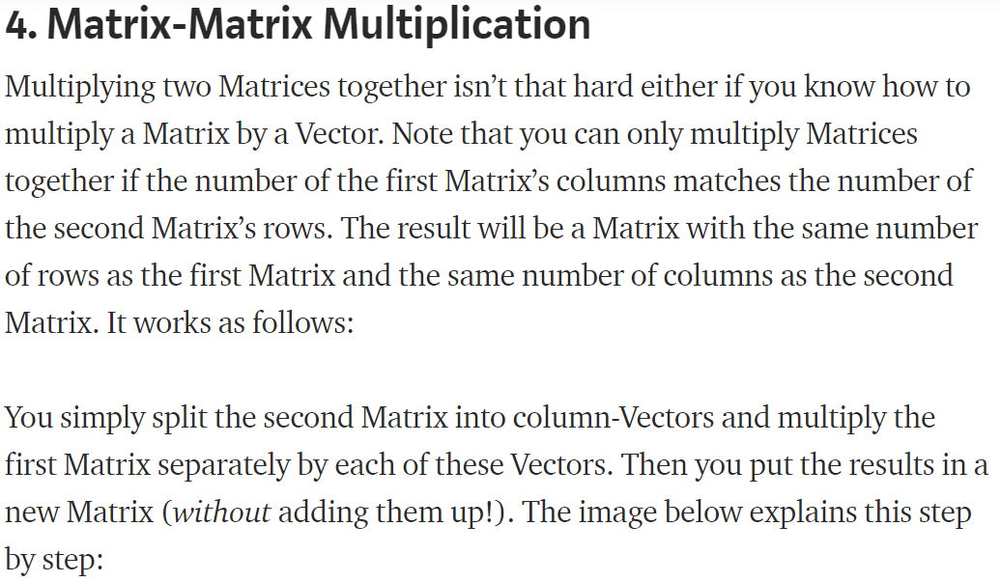 4. Matrix-Matrix Multiplication
Multiplying two Matrices together isn’t that hard either if you know how to
multiply a Matrix by a Vector. Note that you can only multiply Matrices
together if the number of the first Matrix’s columns matches the number of
the second Matrix’s rows. The result will be a Matrix with the same number
of rows as the first Matrix and the same number of columns as the second
Matrix. It works as follows:
You simply split the second Matrix into column-Vectors and multiply the
first Matrix separately by each of these Vectors. Then you put the results in a
new Matrix (without adding them up!). The image below explains this step
by step: